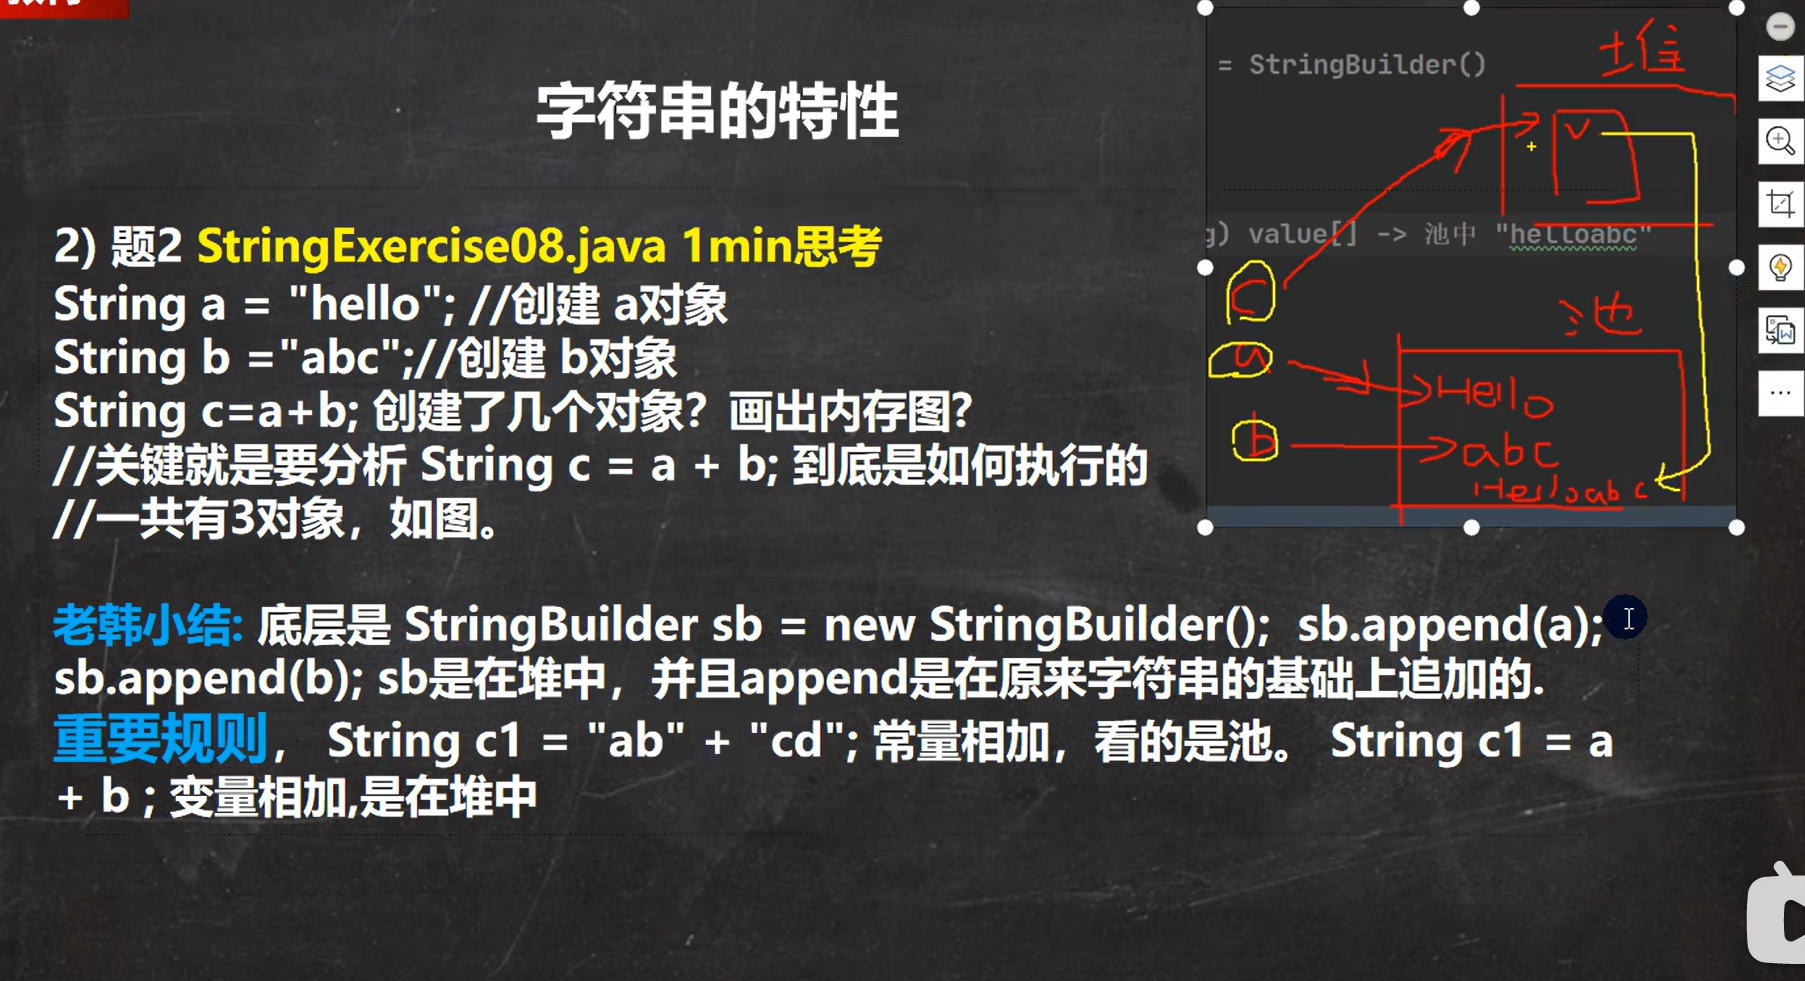 字符串的特性
2) 题2 StringExercise08.java 1min思考
String a = "hello"; //创建 a对象
String b ="abc";//创建 b对象
String c=a+b; 创建了几个对象？画出内存图?
//关键就是要分析 String c = a + b; 到底是如何执行的
//一共有3对象，如图。
老韩小结: 底层是 StringBuilder sb = new StringBuilder();  sb.append(a);
sb.append(b); sb是在堆中，并且append是在原来字符串的基础上追加的.
重要规则， String c1 = "ab" + "cd"; 常量相加，看的是池。 String c1 = a
+ b ; 变量相加,是在堆中
= StringBuilder()
堆
v
g) value[] -> 池中 "helloabc"
c
池
a
Hello
b
abc
Helloabc